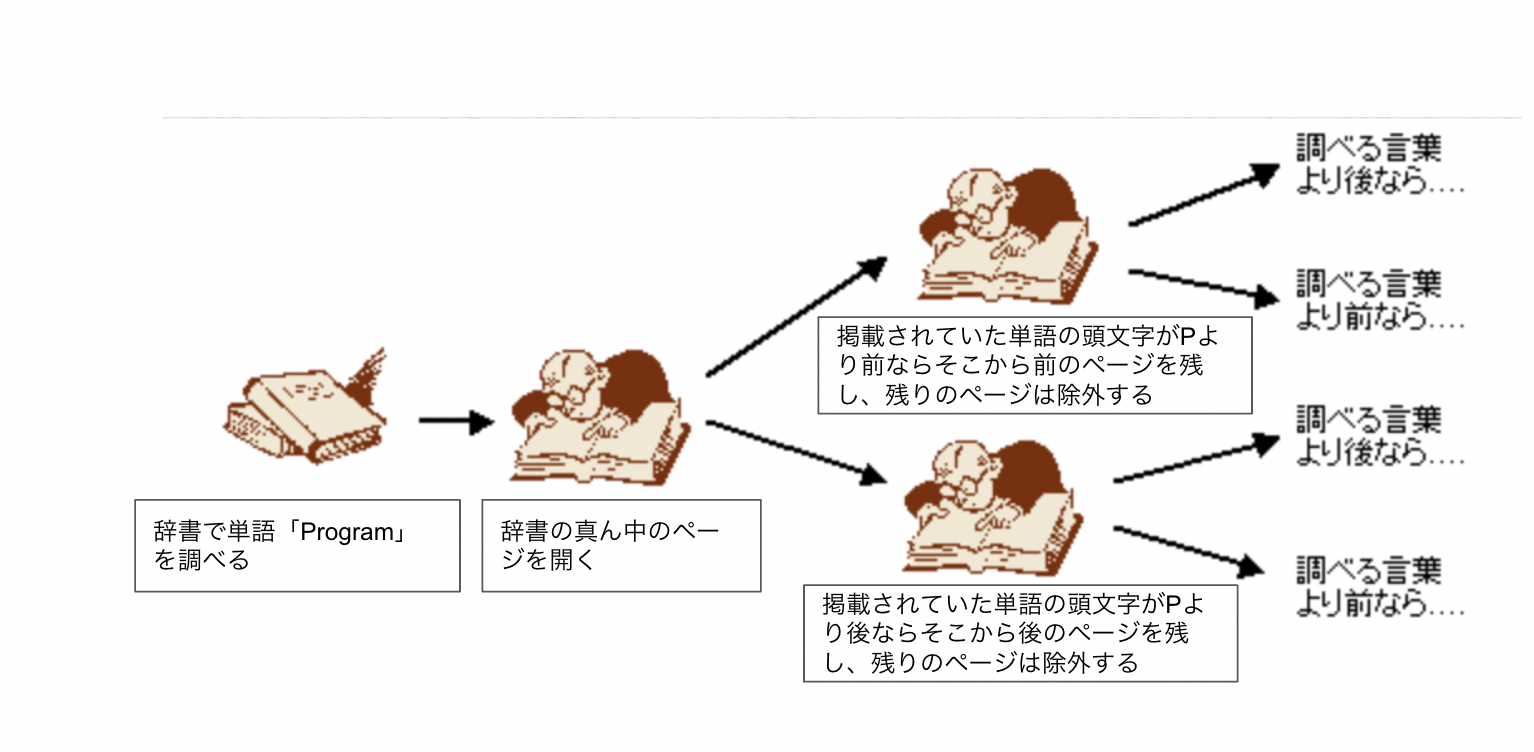 辞書で単語「Program」
を調べる
辞書の真ん中のペー
ジを開く
掲載されていた単語の頭文字がPよ
り前ならそこから前のページを残
し、残りのページは除外する
掲載されていた単語の頭文字がPよ
り後ならそこから後のページを残
し、残りのページは除外する
調べる言葉
より後なら....
調べる言葉
より前なら....
調べる言葉
より後なら....
調べる言葉
より前なら....